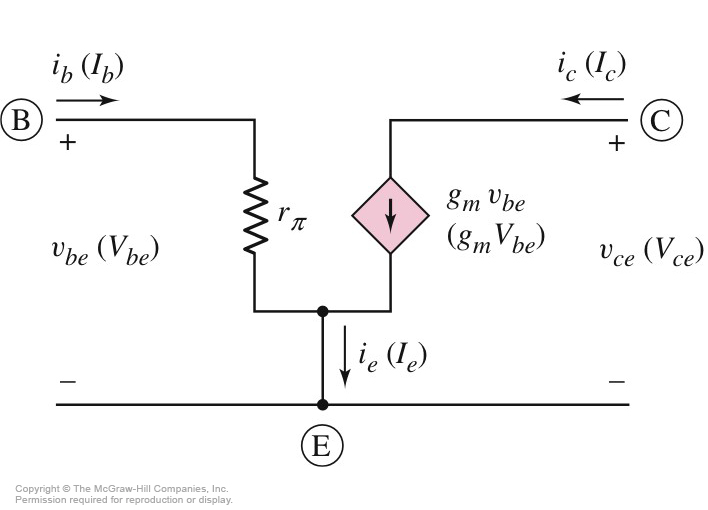 i_b (I_b)
i_c (I_c)
B
C
+
+
r_π
g_m v_be
(g_m V_be)
v_be (V_be)
v_ce (V_ce)
i_e (I_e)
−
−
E
Copyright © The McGraw-Hill Companies, Inc.
Permission required for reproduction or display.